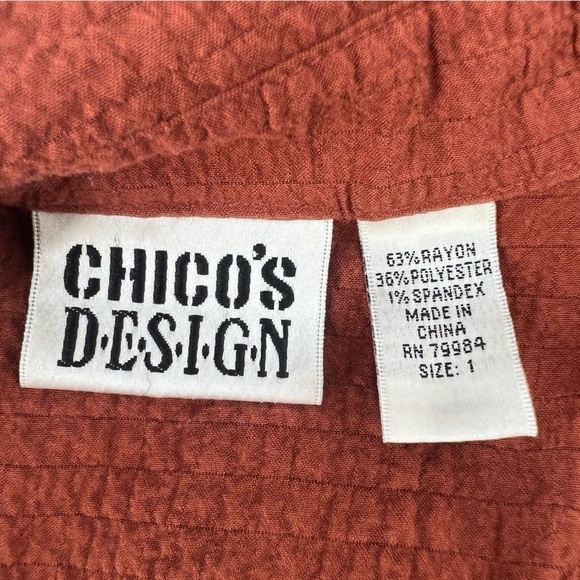 CHICO'S
D·E·S·I·G·N
63% RAYON
36% POLYESTER
1% SPANDEX
MADE IN
CHINA
RN 79984
SIZE: 1